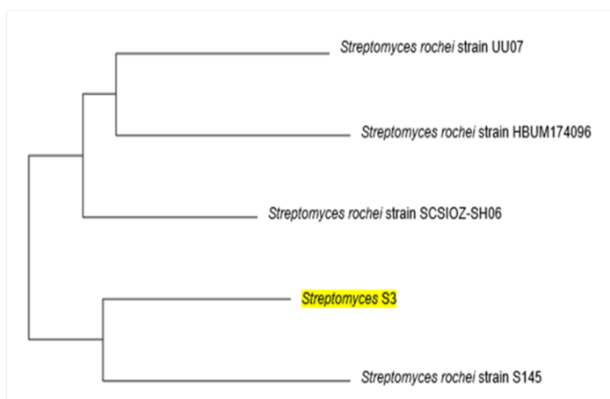 Streptomyces rochei strain UU07
Streptomyces rochei strain HBUM174096
Streptomyces rochei strain SCSIOZ-SH06
Streptomyces S3
Streptomyces rochei strain S145